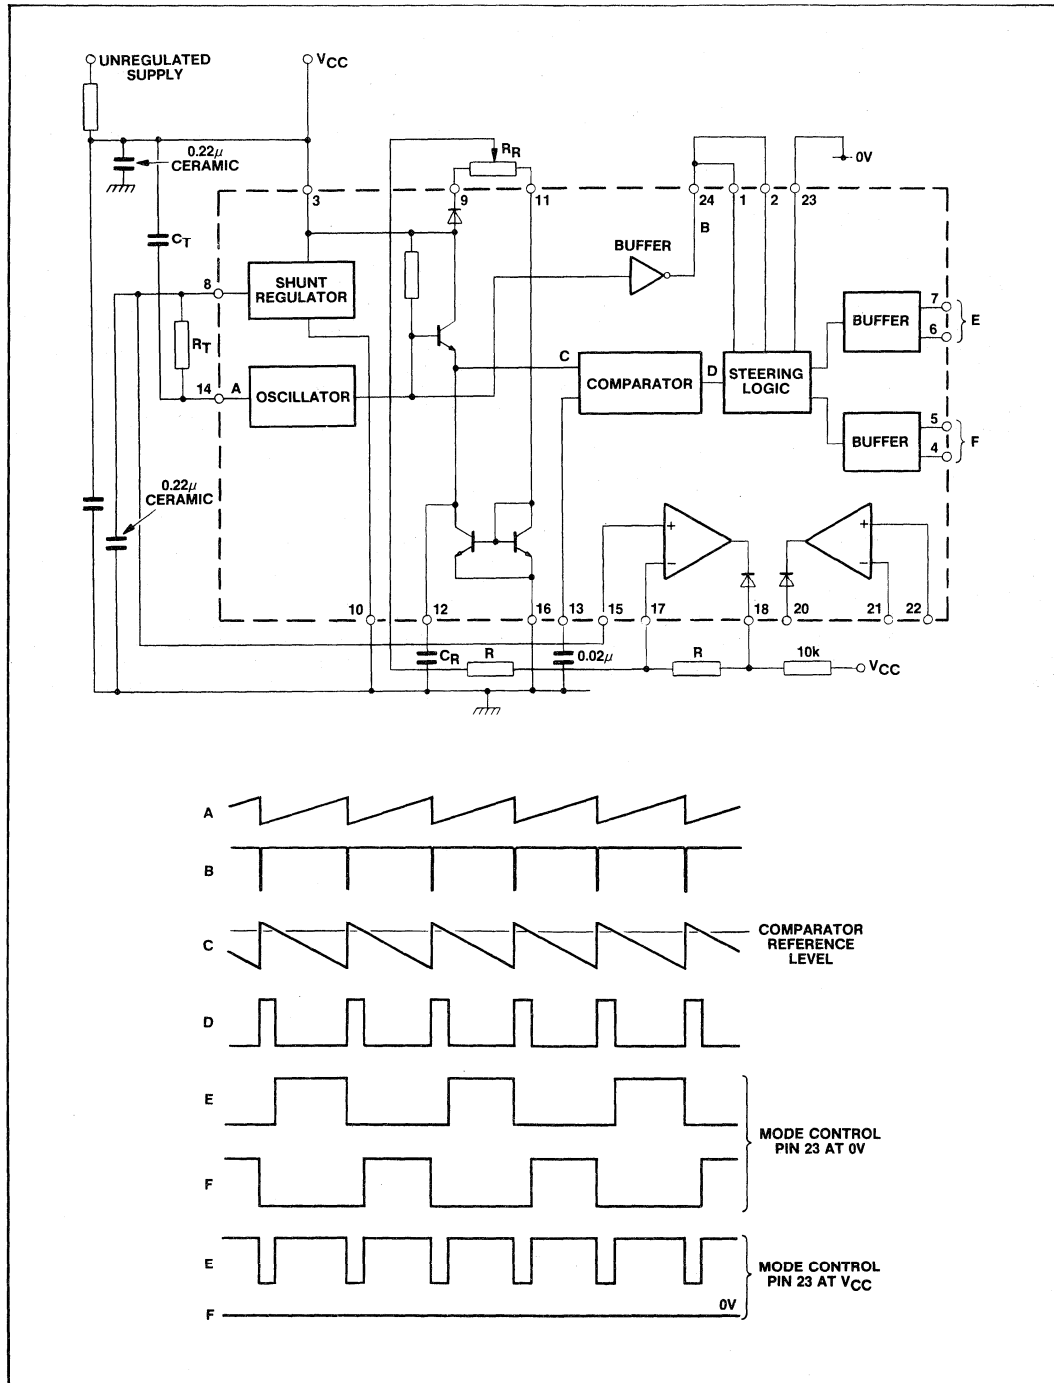 UNREGULATED
SUPPLY
VCC
0.22μ
CERAMIC
RR
0V
3
9
11
24
1
2
23
B
CT
BUFFER
8
SHUNT
REGULATOR
RT
BUFFER
7
6
E
C
D
14
A
OSCILLATOR
COMPARATOR
STEERING
LOGIC
BUFFER
5
4
F
0.22μ
CERAMIC
+
−
+
−
10
12
16
13
15
17
18
20
21
22
CR
R
0.02μ
R
10k
VCC
A
B
C
COMPARATOR
REFERENCE
LEVEL
D
E
MODE CONTROL
PIN 23 AT 0V
F
E
MODE CONTROL
PIN 23 AT VCC
F
0V